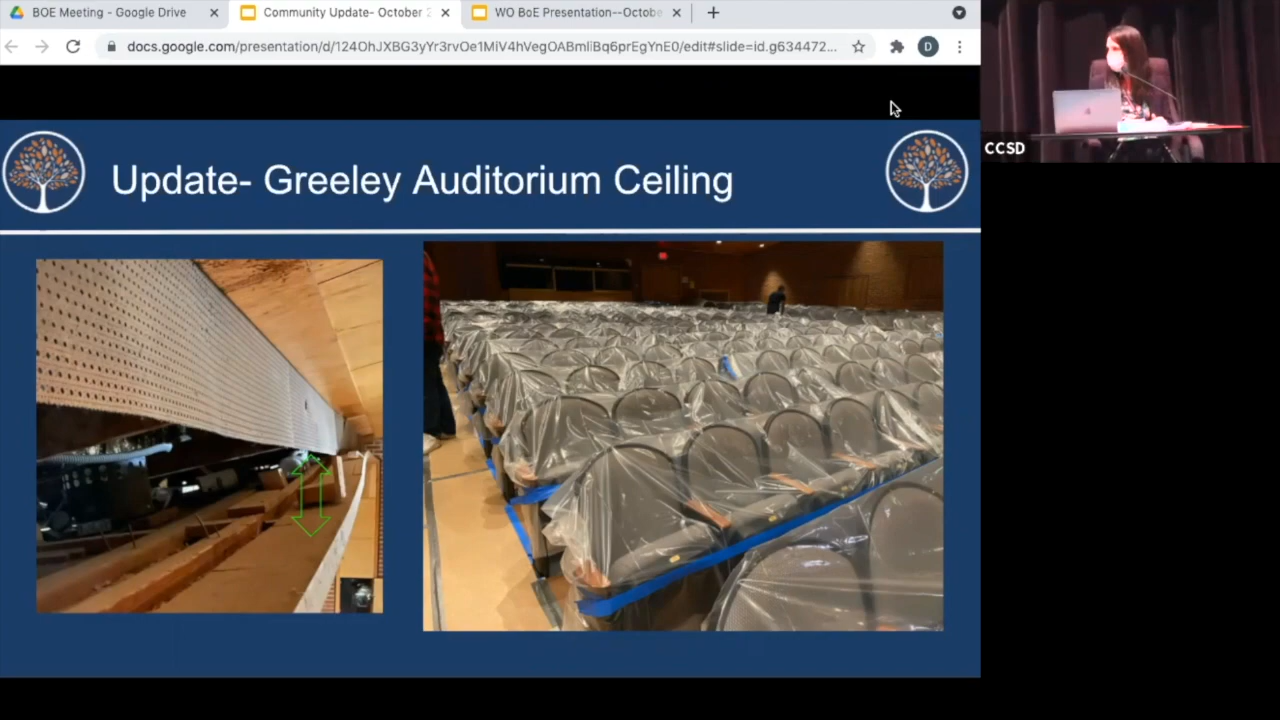 BOE Meeting - Google Drive
Community Update- October 2
WO BoE Presentation--Octobe
docs.google.com/presentation/d/124OhJXBG3yYr3rvOe1MiV4hVegOABmliBq6prEgYnE0/edit#slide=id.g634472...
D
CCSD
Update- Greeley Auditorium Ceiling